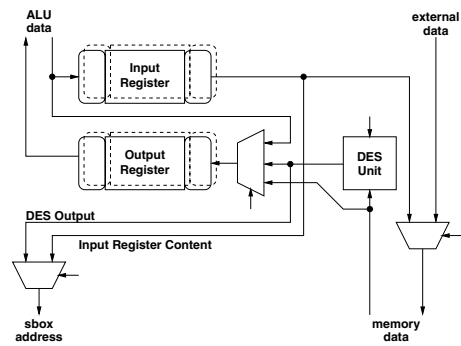 ALU
data
external
data
Input
Register
Output
Register
DES
Unit
DES Output
Input Register Content
sbox
address
memory
data